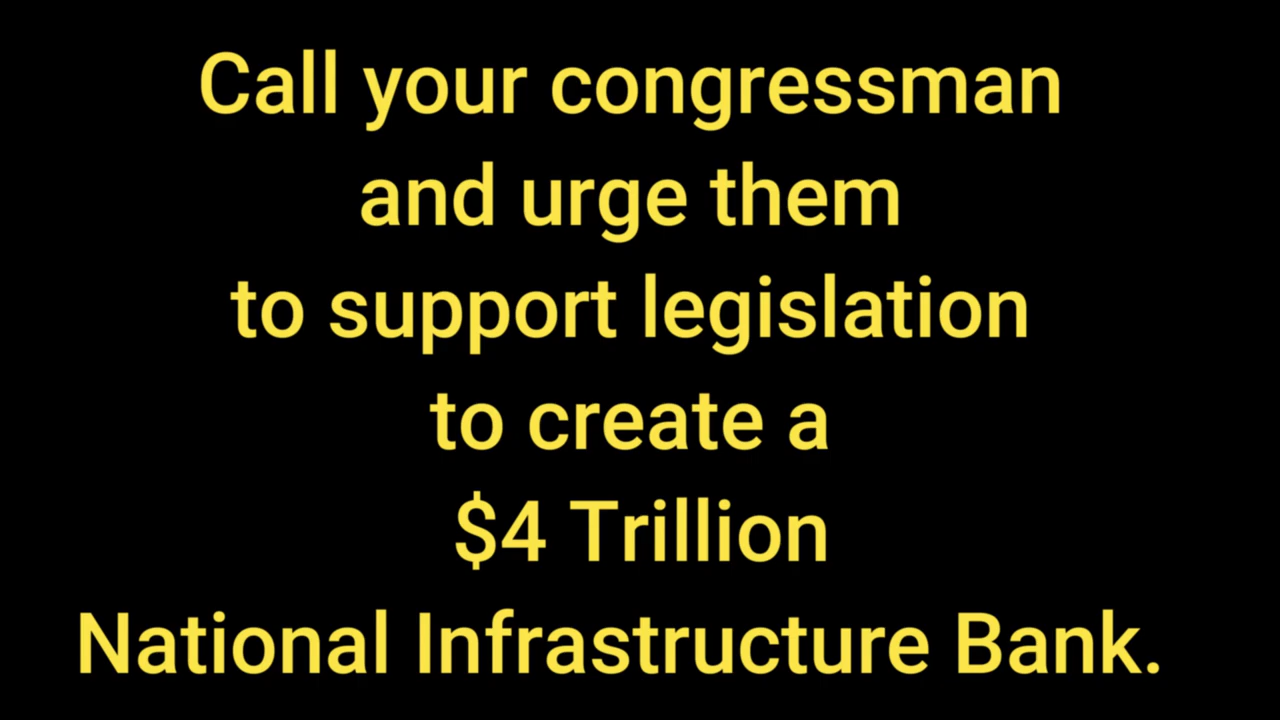 Call your congressman
and urge them
to support legislation
to create a
$4 Trillion
National Infrastructure Bank.